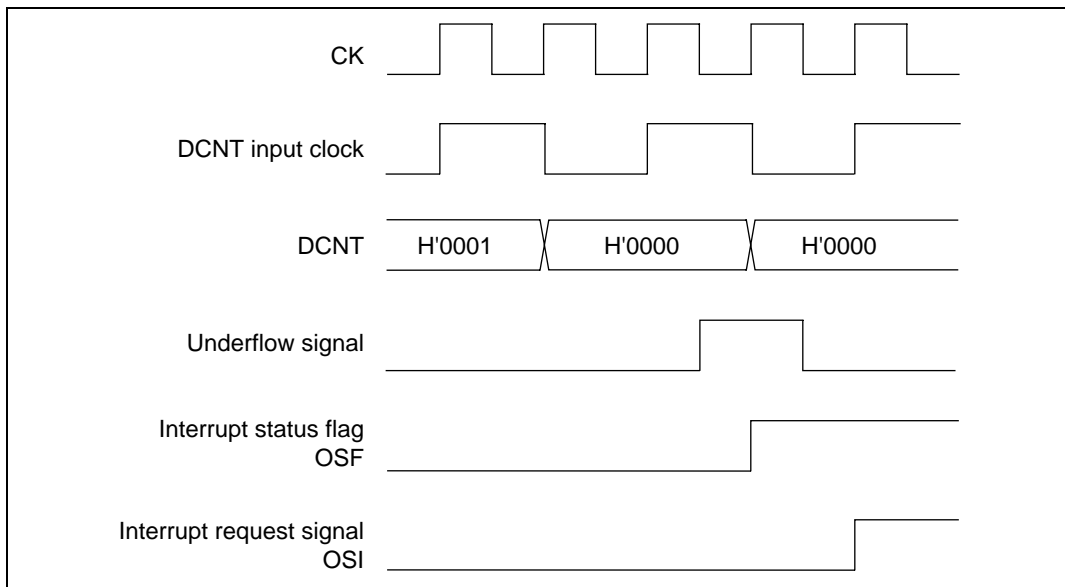 CK
DCNT input clock
DCNT
H'0001
H'0000
H'0000
Underflow signal
Interrupt status flag
OSF
Interrupt request signal
OSI